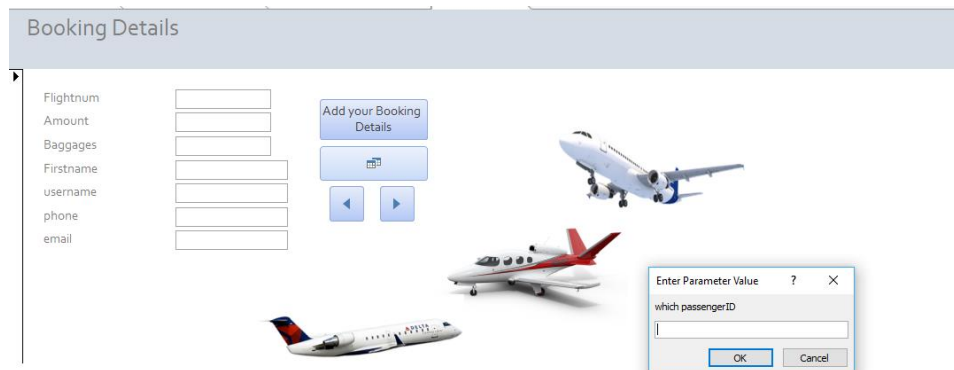 Booking Details
Flightnum
Amount
Baggages
Firstname
username
phone
email
Add your Booking
Details
DELTA
Enter Parameter Value ?
which passengerID
OK Cancel